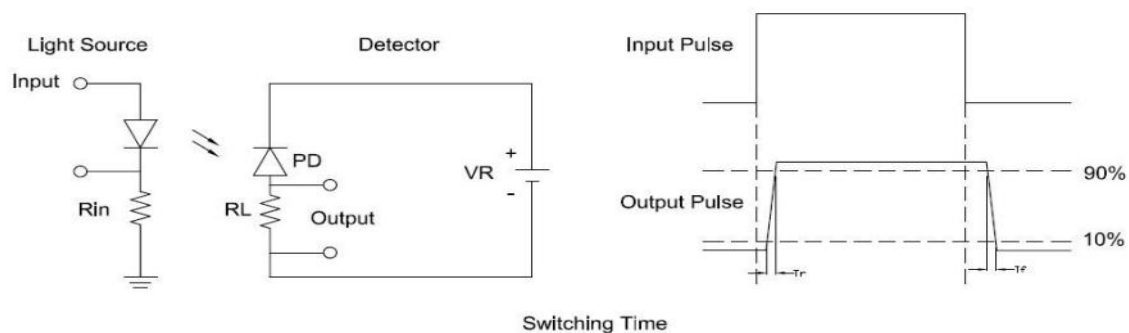 Light Source
Detector
Input
PD
Rin
RL
Output
VR
+
-
Input Pulse
Output Pulse
90%
10%
Tr
Tf
Switching Time